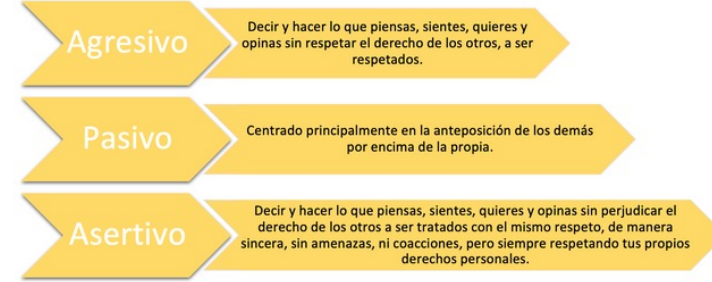 Agresivo
Decir y hacer lo que piensas, sientes, quieres y
opinas sin respetar el derecho de los otros, a ser
respetados.
Pasivo
Centrado principalmente en la anteposición de los demás
por encima de la propia.
Asertivo
Decir y hacer lo que piensas, sientes, quieres y opinas sin perjudicar el
derecho de los otros a ser tratados con el mismo respeto, de manera
sincera, sin amenazas, ni coacciones, pero siempre respetando tus propios
derechos personales.